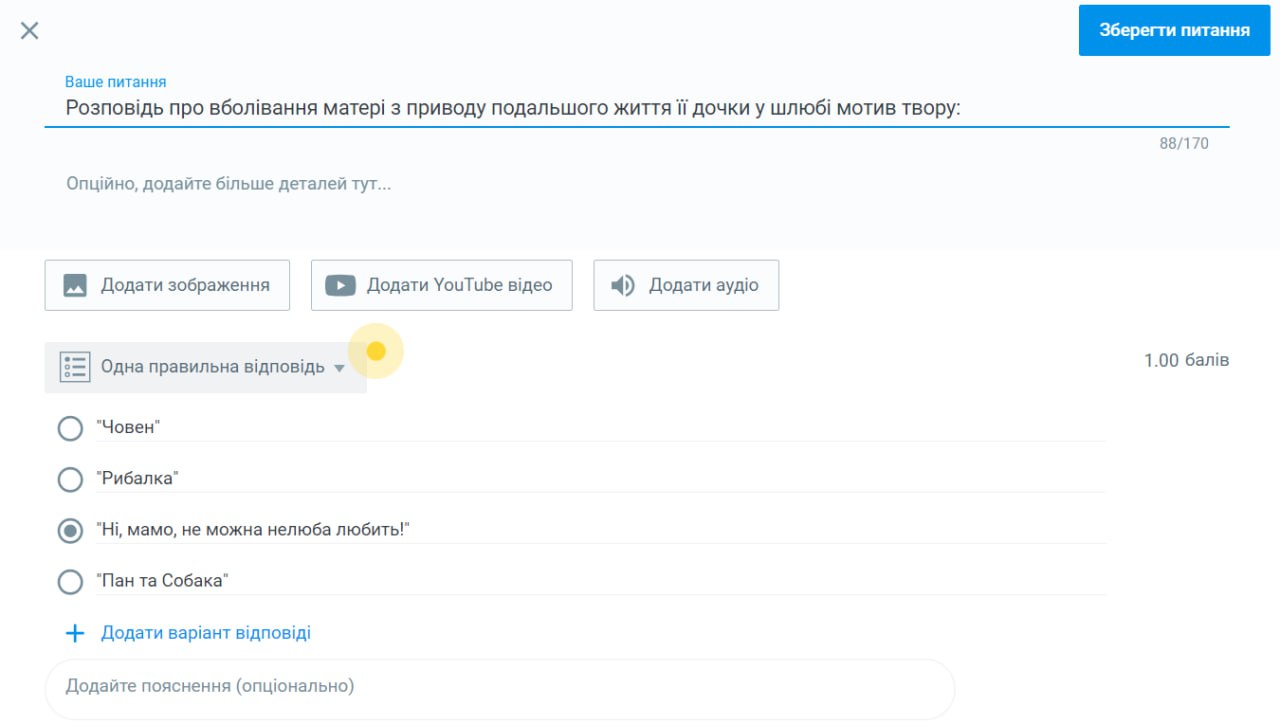 Зберегти питання
Ваше питання
Розповідь про вболівання матері з приводу подальшого життя її дочки у шлюбі мотив твору:
88/170
Опційно, додайте більше деталей тут...
Додати зображення
Додати YouTube відео
Додати аудіо
Одна правильна відповідь
1.00 балів
"Човен"
"Рибалка"
"Ні, мамо, не можна нелюба любить!"
"Пан та Собака"
Додати варіант відповіді
Додайте пояснення (опціонально)